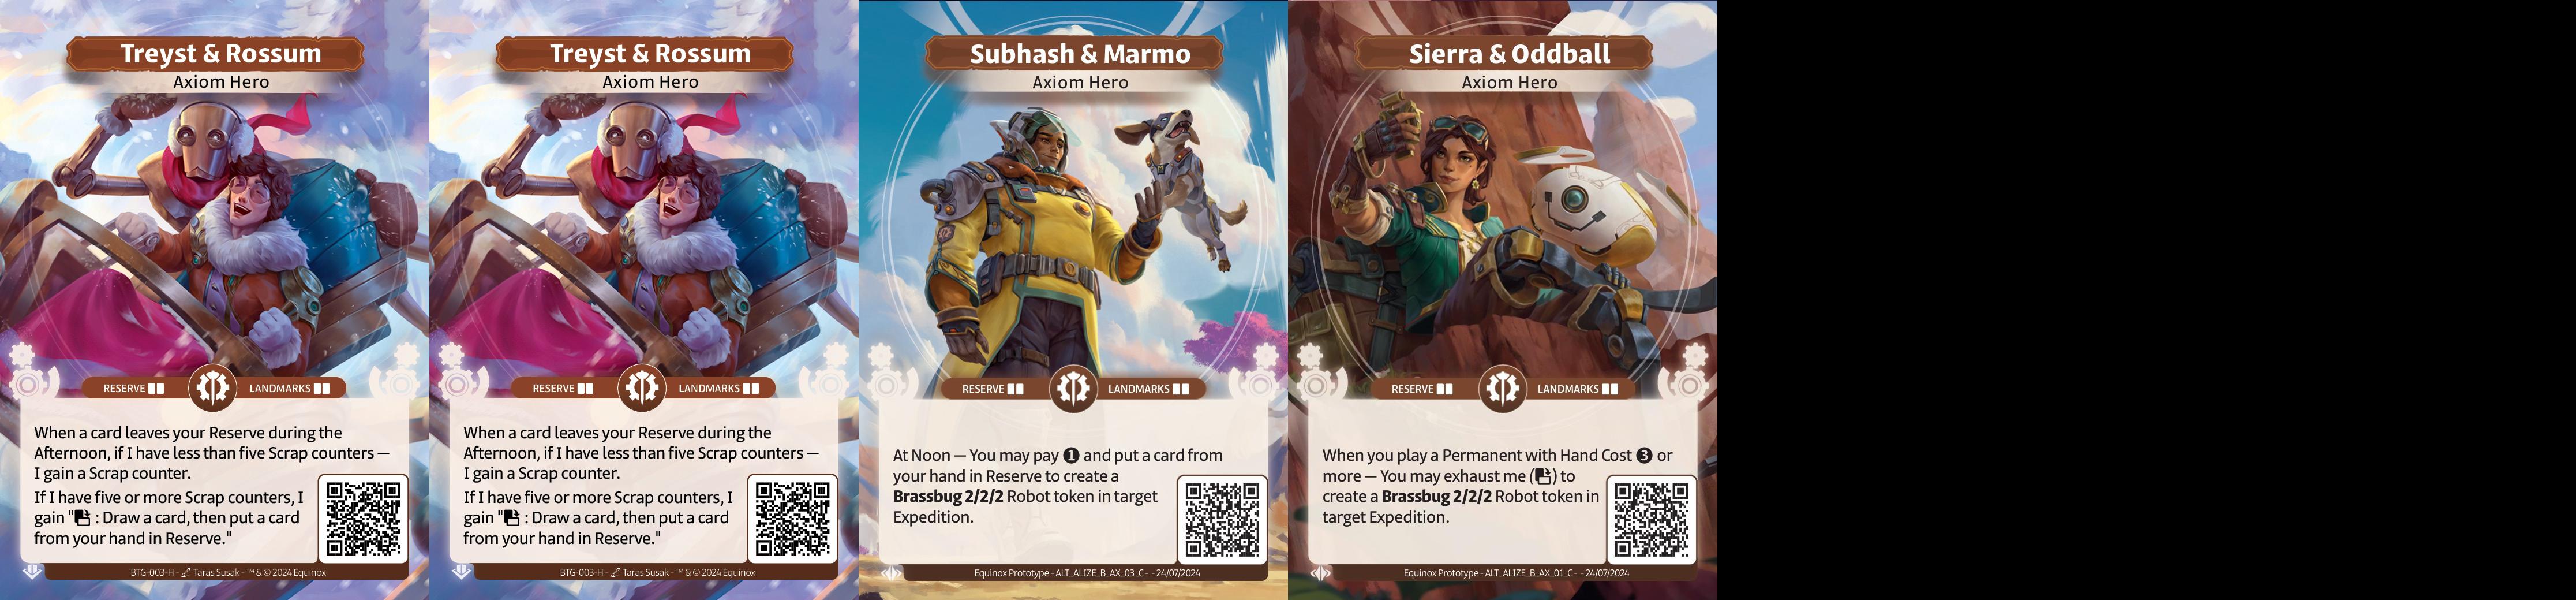 Treyst & Rossum
Axiom Hero
RESERVE
LANDMARKS
When a card leaves your Reserve during the
Afternoon, if I have less than five Scrap counters —
I gain a Scrap counter.
If I have five or more Scrap counters, I
gain " : Draw a card, then put a card
from your hand in Reserve."
BTG-003-H - Taras Susak - ™ & © 2024 Equinox
Treyst & Rossum
Axiom Hero
RESERVE
LANDMARKS
When a card leaves your Reserve during the
Afternoon, if I have less than five Scrap counters —
I gain a Scrap counter.
If I have five or more Scrap counters, I
gain " : Draw a card, then put a card
from your hand in Reserve."
BTG-003-H - Taras Susak - ™ & © 2024 Equinox
Subhash & Marmo
Axiom Hero
RESERVE
LANDMARKS
At Noon — You may pay 1 and put a card from
your hand in Reserve to create a
Brassbug 2/2/2 Robot token in target
Expedition.
Equinox Prototype - ALT_ALIZE_B_AX_03_C - - 24/07/2024
Sierra & Oddball
Axiom Hero
RESERVE
LANDMARKS
When you play a Permanent with Hand Cost 3 or
more — You may exhaust me ( ) to
create a Brassbug 2/2/2 Robot token in
target Expedition.
Equinox Prototype - ALT_ALIZE_B_AX_01_C - - 24/07/2024